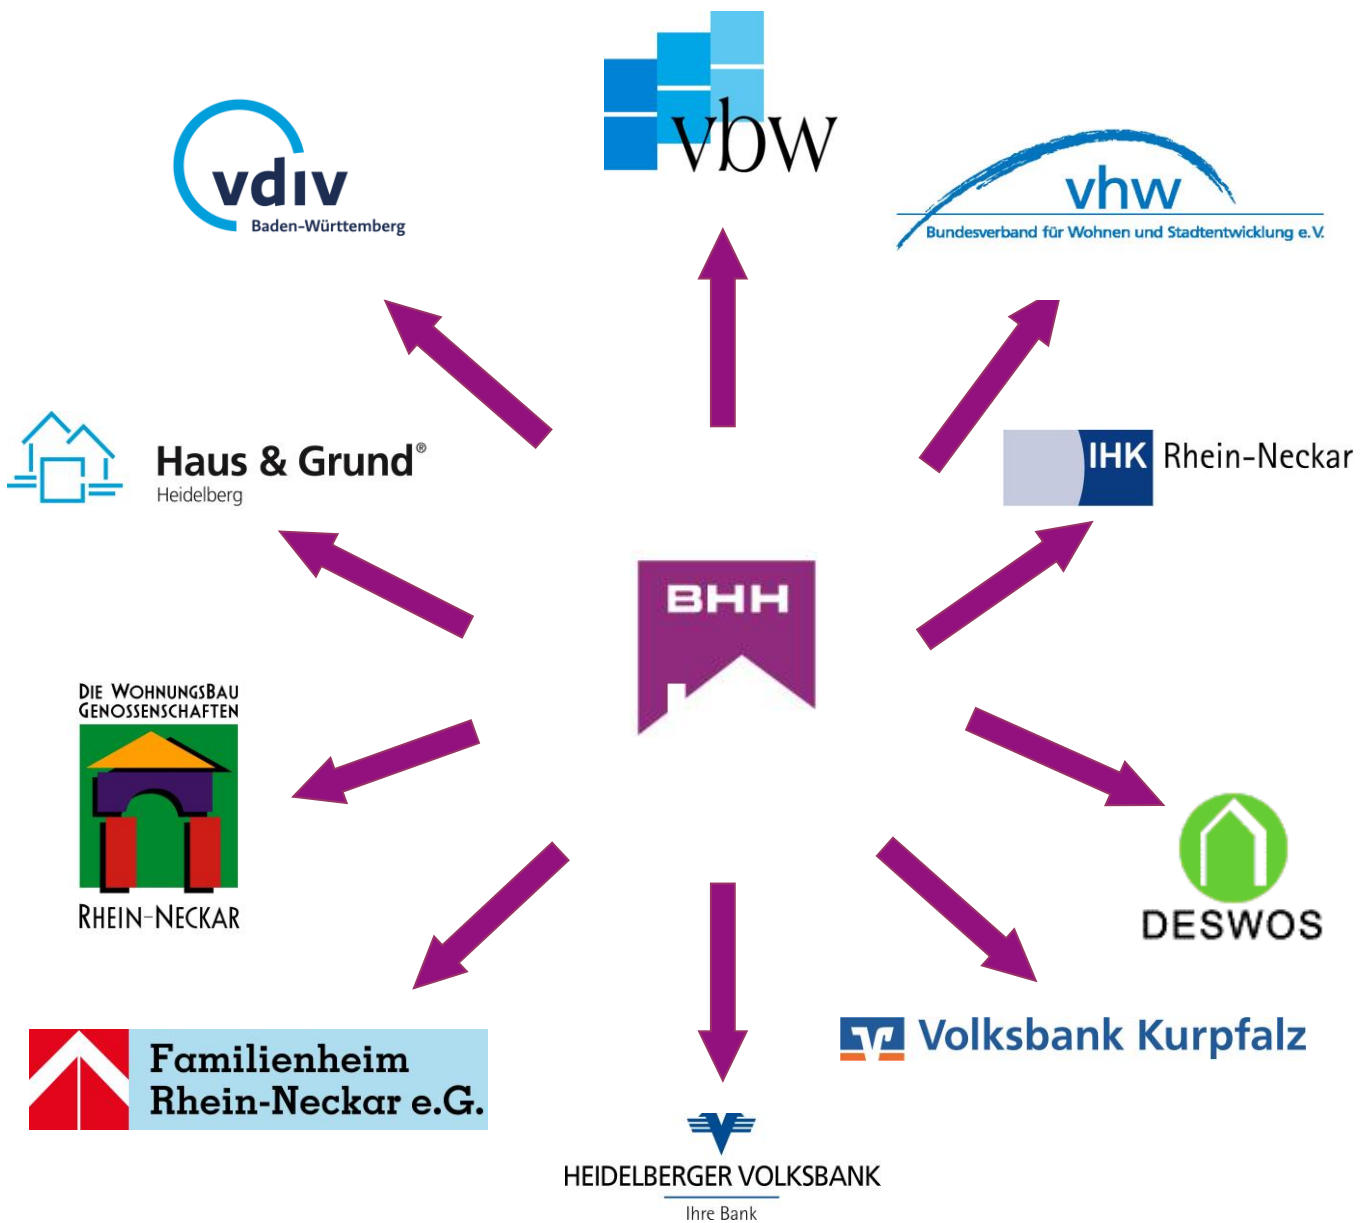 vbw
vdiv
Baden-Württemberg
vhw
Bundesverband für Wohnen und Stadtentwicklung e.V.
Haus & Grund®
Heidelberg
IHK Rhein-Neckar
BHH
DIE WOHNUNGSBAU
GENOSSENSCHAFTEN
RHEIN-NECKAR
DESWOS
Volksbank Kurpfalz
Familienheim
Rhein-Neckar e.G.
HEIDELBERGER VOLKSBANK
Ihre Bank